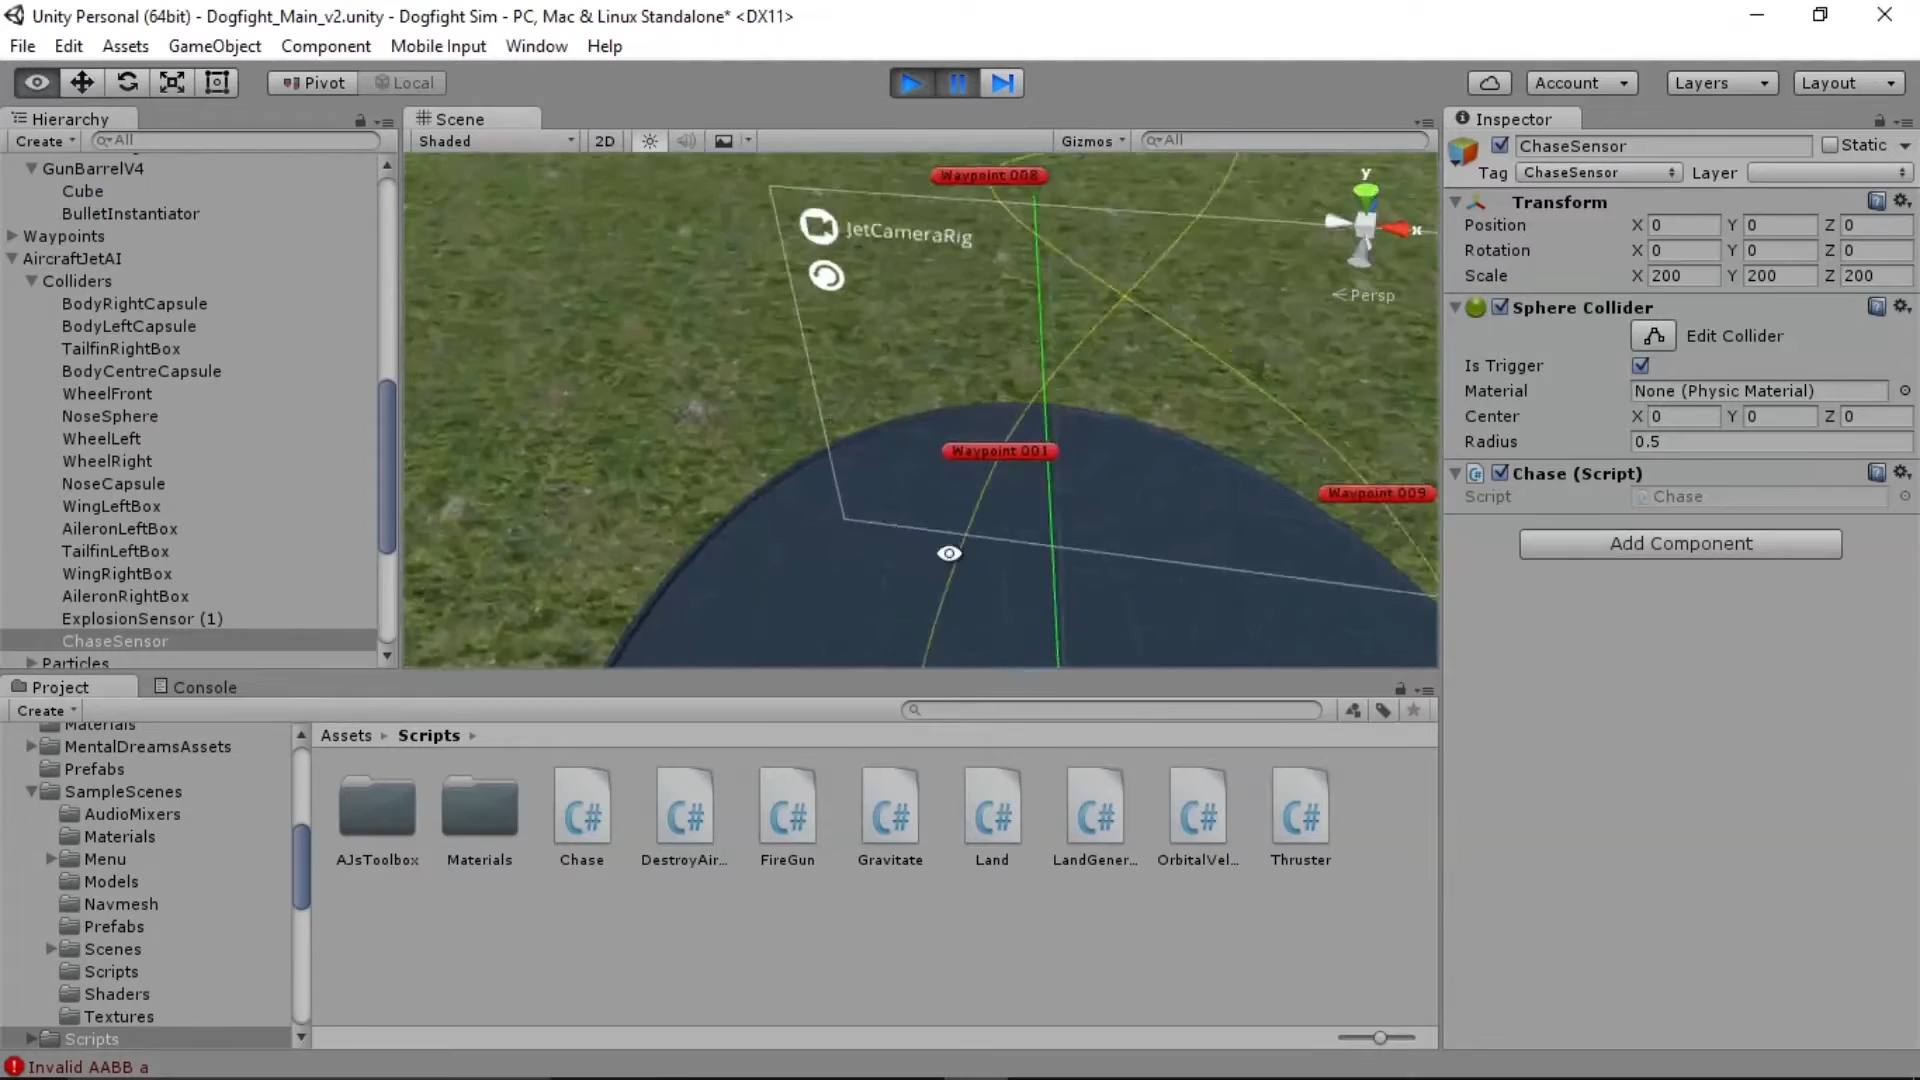 Unity Personal (64bit) - Dogfight_Main_v2.unity - Dogfight Sim - PC, Mac & Linux Standalone* <DX11>
File Edit Assets GameObject Component Mobile Input Window Help
Pivot Local Account Layers Layout
Hierarchy
Create All
GunBarrelV4
Cube
BulletInstantiator
Waypoints
AircraftJetAI
Colliders
BodyRightCapsule
BodyLeftCapsule
TailfinRightBox
BodyCentreCapsule
WheelFront
NoseSphere
WheelLeft
WheelRight
NoseCapsule
WingLeftBox
AileronLeftBox
TailfinLeftBox
WingRightBox
AileronRightBox
ExplosionSensor (1)
ChaseSensor
Particles
Scene
Shaded 2D Gizmos All
Waypoint 008
JetCameraRig
y
x
Persp
Waypoint 001
Waypoint 009
Inspector
ChaseSensor Static
Tag ChaseSensor Layer
Transform
Position X 0 Y 0 Z 0
Rotation X 0 Y 0 Z 0
Scale X 200 Y 200 Z 200
Sphere Collider
Edit Collider
Is Trigger
Material None (Physic Material)
Center X 0 Y 0 Z 0
Radius 0.5
Chase (Script)
Script Chase
Add Component
Project Console
Create
Materials
MentalDreamsAssets
Prefabs
SampleScenes
AudioMixers
Materials
Menu
Models
Navmesh
Prefabs
Scenes
Scripts
Shaders
Textures
Scripts
Assets Scripts
C# C# C# C# C# C# C# C#
AJsToolbox Materials Chase DestroyAir... FireGun Gravitate Land LandGener... OrbitalVel... Thruster
Invalid AABB a